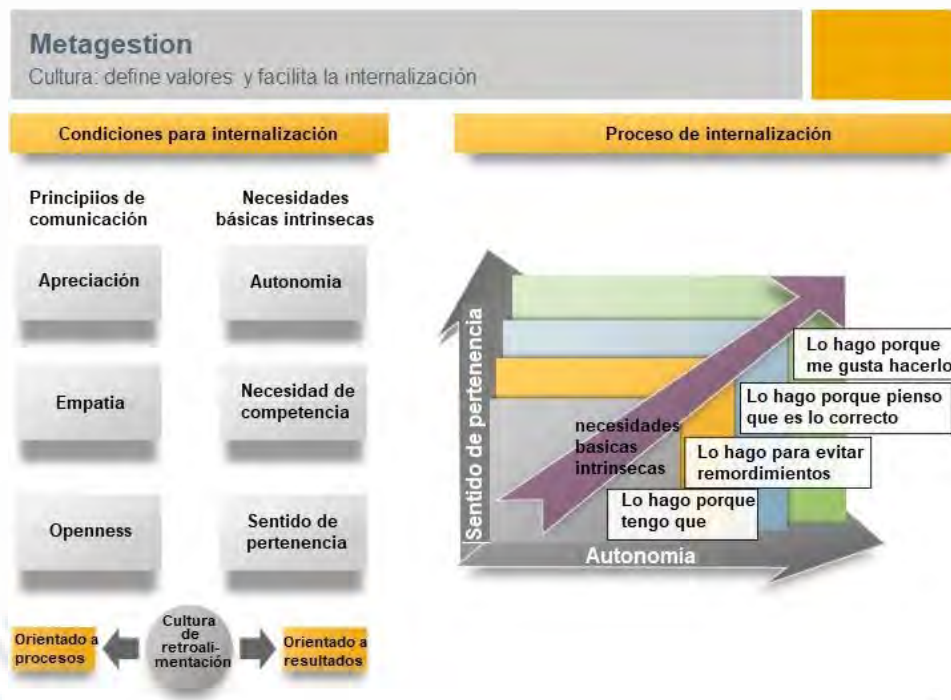 Metagestion
Cultura: define valores y facilita la internalización
Condiciones para internalización
Principiios de
comunicación
Necesidades
básicas intrinsecas
Apreciación
Autonomia
Empatia
Necesidad de
competencia
Openness
Sentido de
pertenencia
Orientado a
procesos
Cultura
de
retroali-
mentación
Orientado a
resultados
Proceso de internalización
Sentido de pertenencia
necesidades
basicas
intrinsecas
Lo hago porque
me gusta hacerlo
Lo hago porque pienso
que es lo correcto
Lo hago para evitar
remordimientos
Lo hago porque
tengo que
Autonomía